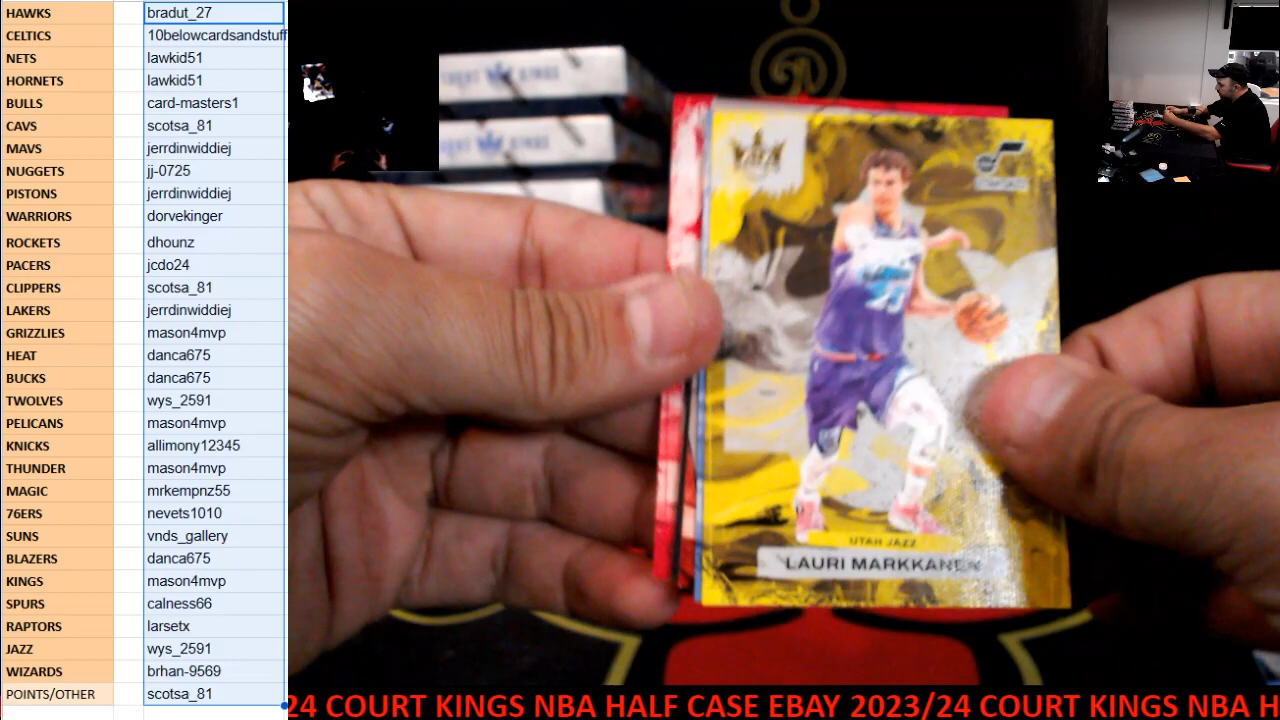 HAWKS bradut_27
CELTICS 10belowcardsandstuff
NETS lawkid51
HORNETS lawkid51
BULLS card-masters1
CAVS scotsa_81
MAVS jerrdinwiddiej
NUGGETS jj-0725
PISTONS jerrdinwiddiej
WARRIORS dorvekinger
ROCKETS dhounz
PACERS jcdo24
CLIPPERS scotsa_81
LAKERS jerrdinwiddiej
GRIZZLIES mason4mvp
HEAT danca675
BUCKS danca675
TWOLVES wys_2591
PELICANS mason4mvp
KNICKS allimony12345
THUNDER mason4mvp
MAGIC mrkempnz55
76ERS nevets1010
SUNS vnds_gallery
BLAZERS danca675
KINGS mason4mvp
SPURS calness66
RAPTORS larsetx
JAZZ wys_2591
WIZARDS brhan-9569
POINTS/OTHER scotsa_81
COURT KINGS
COURT KINGS
UTAH JAZZ
LAURI MARKKANEN
24 COURT KINGS NBA HALF CASE EBAY 2023/24 COURT KINGS NBA H